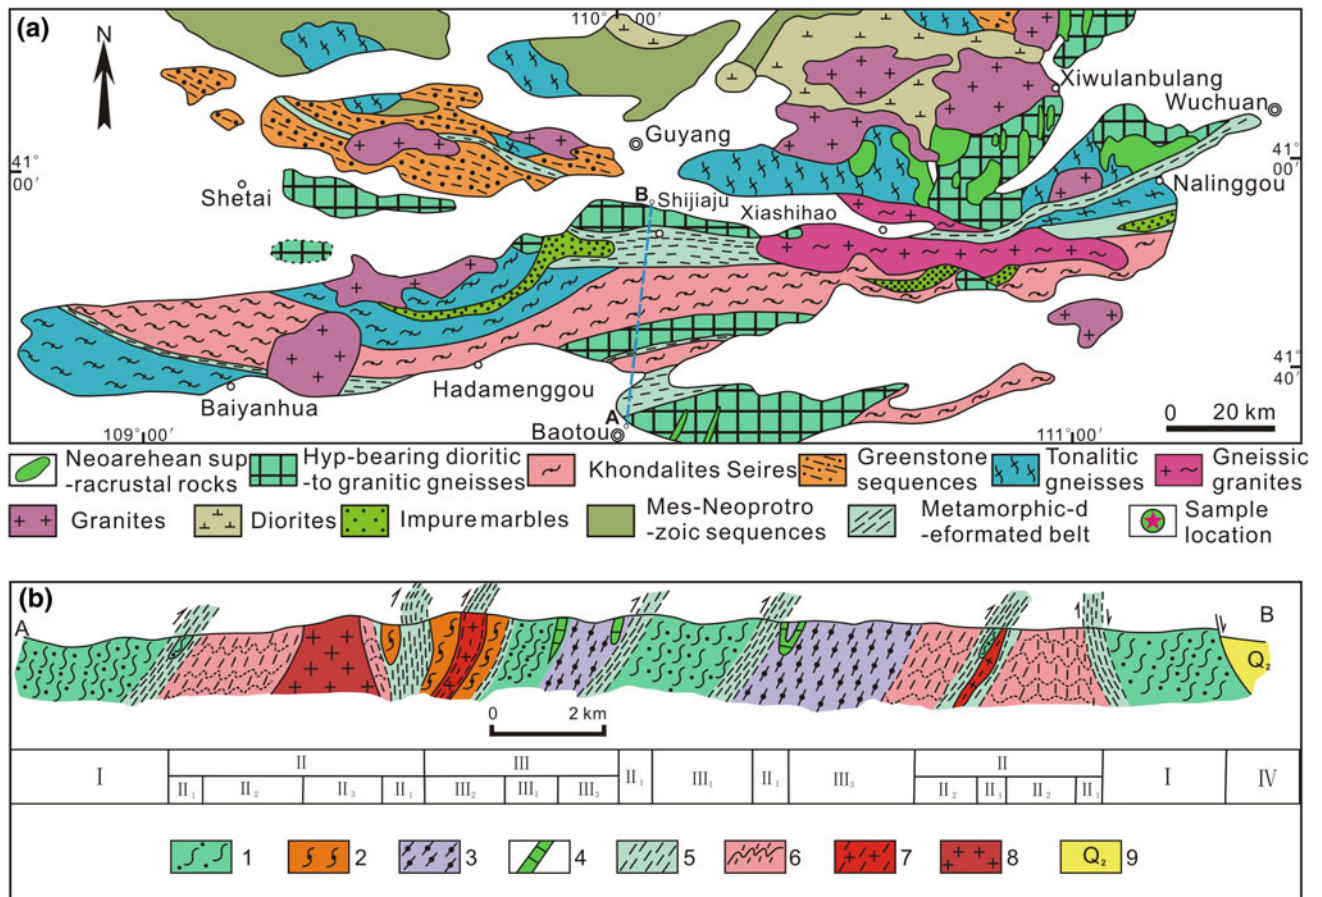 (a)
N
110° 00′
Xiwulanbulang
Wuchuan
Guyang
41° 00′
41° 00′
Shetai
B
Shijiaju
Xiashihao
Nalinggou
41° 40′
Hadamenggou
Baiyanhua
A
Baotou
0 20 km
109° 00′
111° 00′
Neoarehean sup
-racrustal rocks
Hyp-bearing dioritic
-to granitic gneisses
Khondalites Seires
Greenstone
sequences
Tonalitic
gneisses
Gneissic
granites
Granites
Diorites
Impure marbles
Mes-Neoprotro
-zoic sequences
Metamorphic-d
-eformated belt
Sample
location
(b)
A
B
Q₂
0 2 km
I II III II₁ III₁ II₁ III₃ II I IV
II₁ II₂ II₃ II₁ III₂ III₁ III₃ II₂ II₁ II₂ II₁
1 2 3 4 5 6 7 8 Q₂ 9